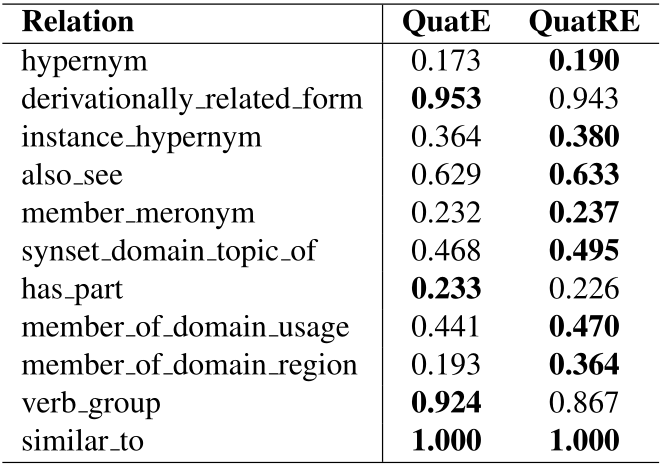 Relation QuatE QuatRE
hypernym 0.173 0.190
derivationally_related_form 0.953 0.943
instance_hypernym 0.364 0.380
also_see 0.629 0.633
member_meronym 0.232 0.237
synset_domain_topic_of 0.468 0.495
has_part 0.233 0.226
member_of_domain_usage 0.441 0.470
member_of_domain_region 0.193 0.364
verb_group 0.924 0.867
similar_to 1.000 1.000